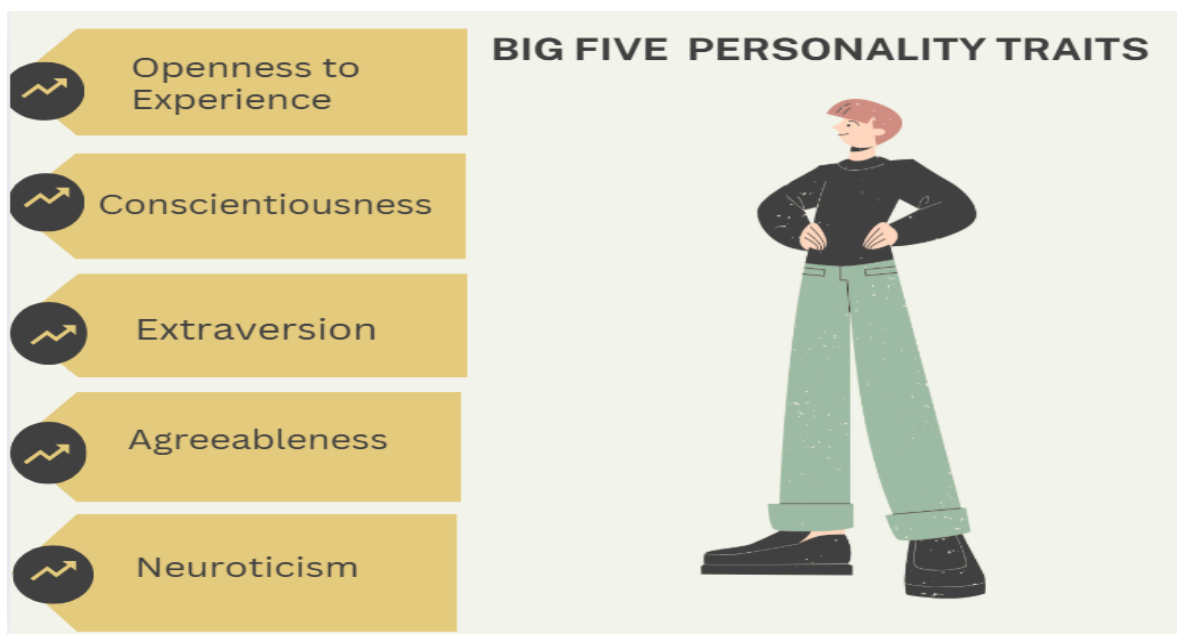 BIG FIVE PERSONALITY TRAITS
Openness to
Experience
Conscientiousness
Extraversion
Agreeableness
Neuroticism